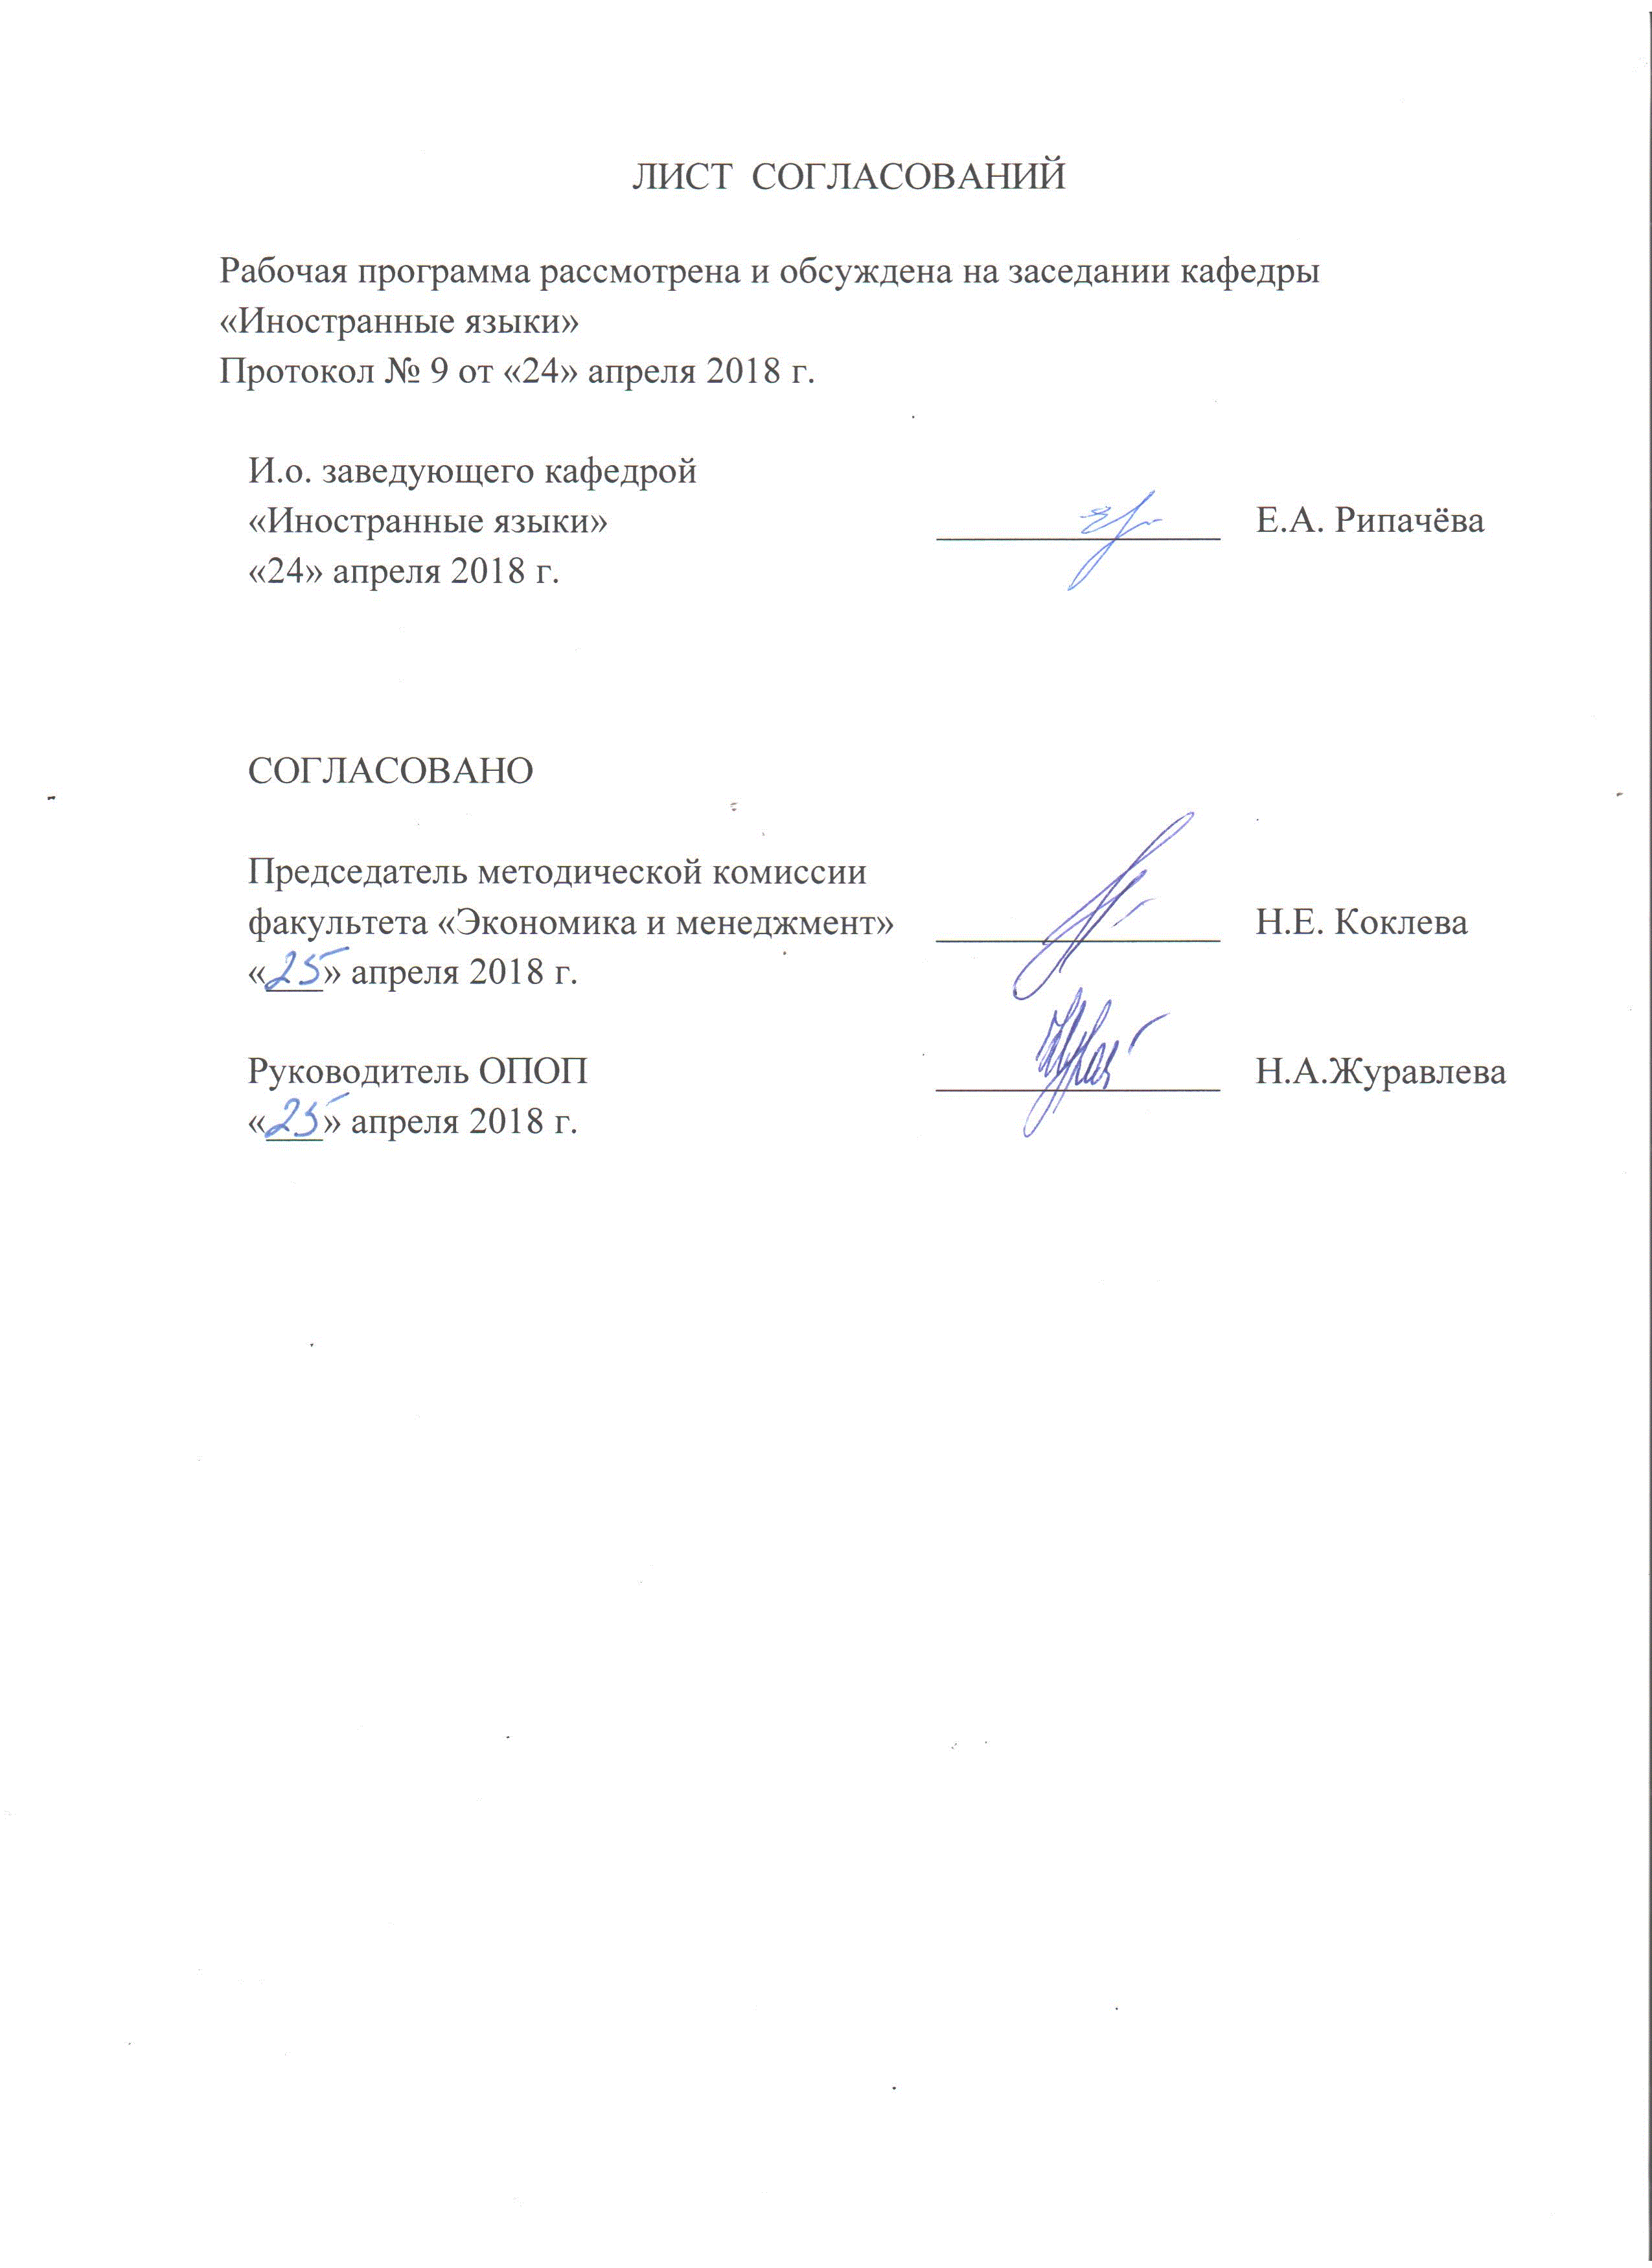 ЛИСТ СОГЛАСОВАНИЙ
Рабочая программа рассмотрена и обсуждена на заседании кафедры
«Иностранные языки»
Протокол № 9 от «24» апреля 2018 г.
И.о. заведующего кафедрой
«Иностранные языки» Е.А. Рипачёва
«24» апреля 2018 г.
СОГЛАСОВАНО
Председатель методической комиссии
факультета «Экономика и менеджмент» Н.Е. Коклева
«25» апреля 2018 г.
Руководитель ОПОП Н.А.Журавлева
«25» апреля 2018 г.